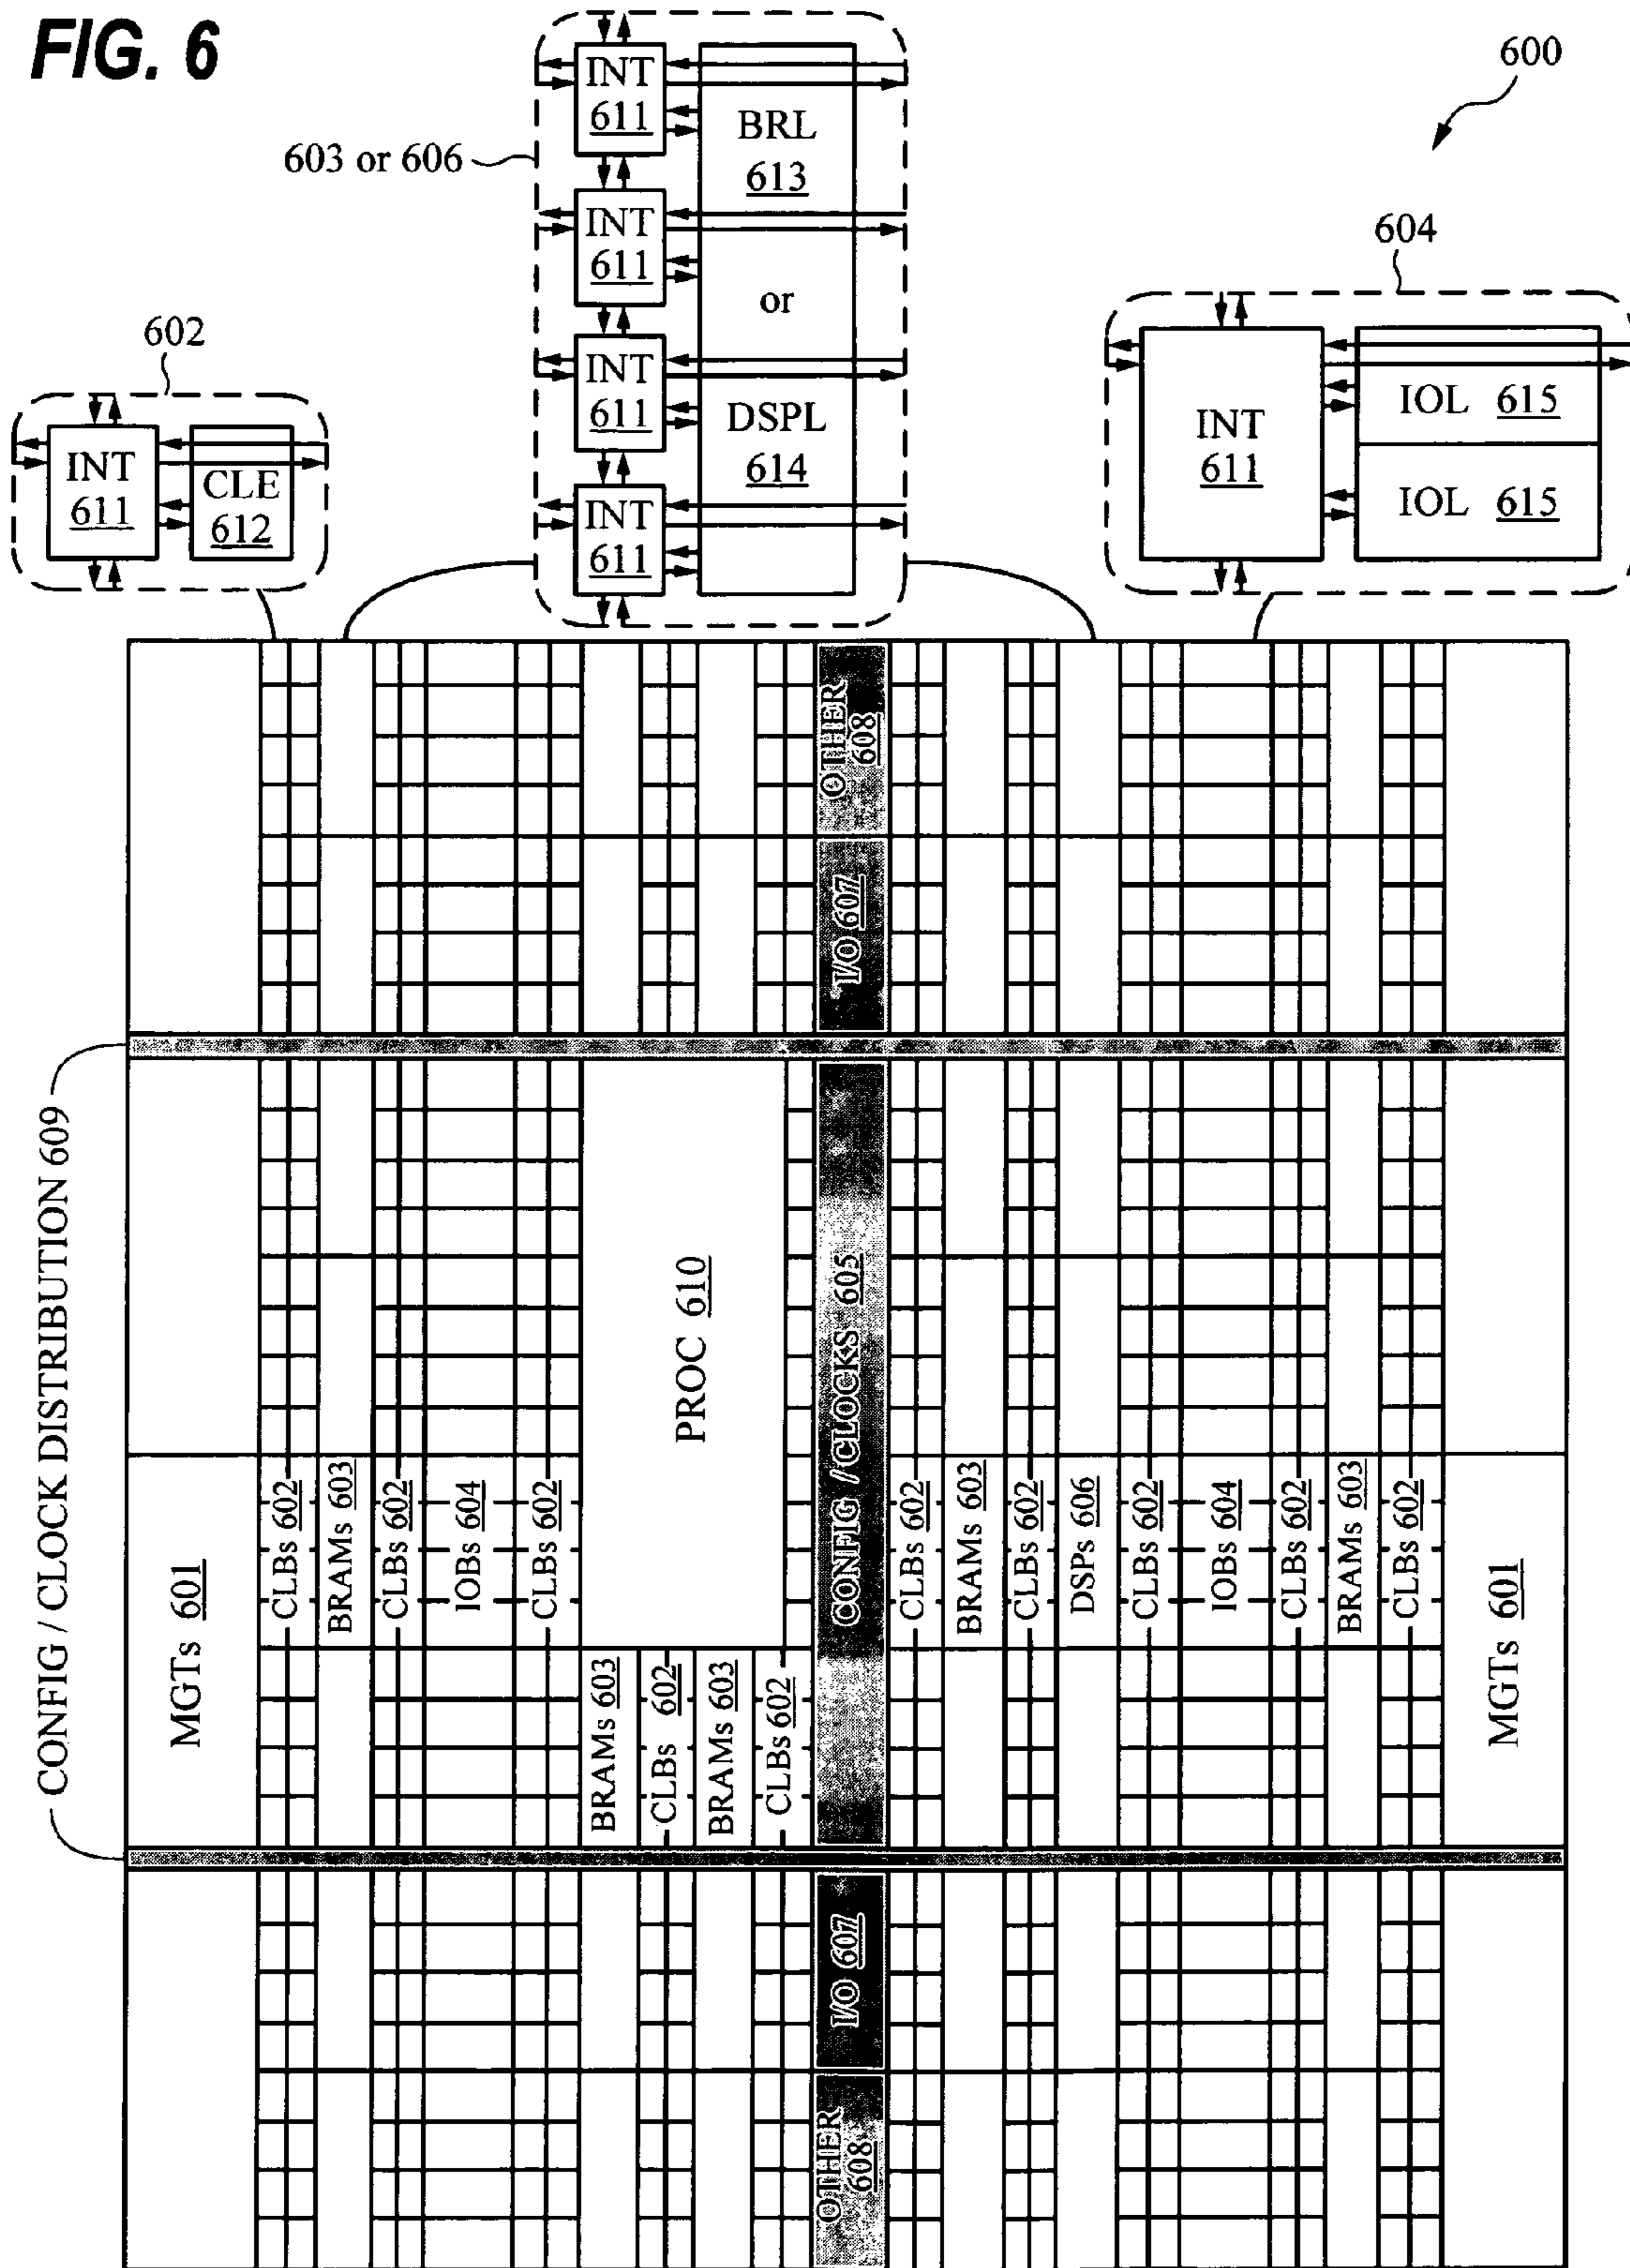 FIG. 6
600
603 or 606
INT
611
INT
611
INT
611
INT
611
BRL
613
or
DSPL
614
604
INT
611
IOL 615
IOL 615
602
INT
611
CLE
612
OTHER
608
I/O 607
CONFIG / CLOCK DISTRIBUTION 609
PROC 610
CONFIG / CLOCKS 605
MGTs 601
CLBs 602
BRAMs 603
CLBs 602
IOBs 604
CLBs 602
BRAMs 603
CLBs 602
BRAMs 603
CLBs 602
CLBs 602
BRAMs 603
CLBs 602
DSPs 606
CLBs 602
IOBs 604
CLBs 602
BRAMs 603
CLBs 602
MGTs 601
I/O 607
OTHER
608